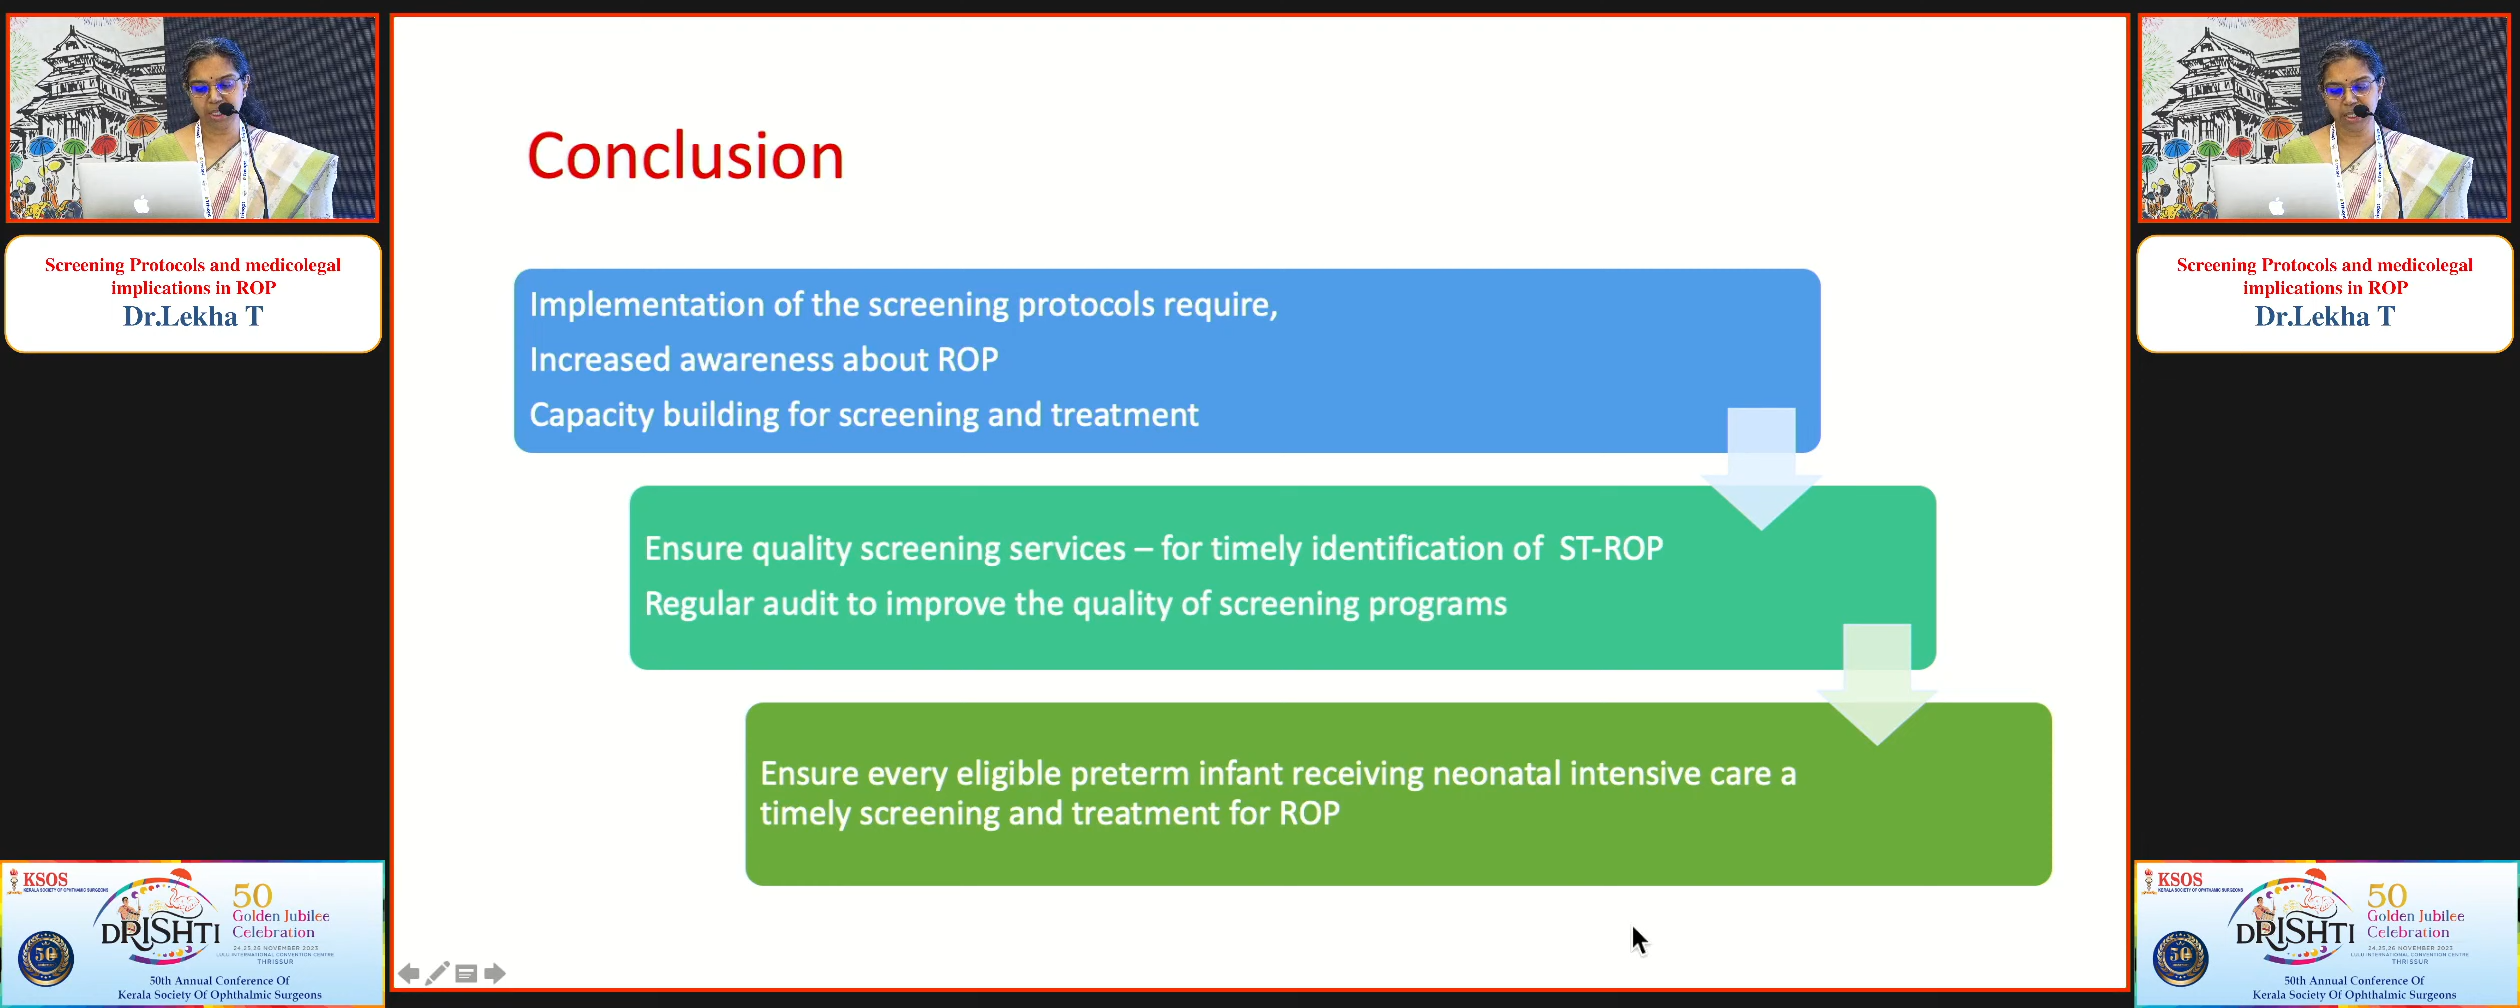 Screening Protocols and medicolegal
implications in ROP
Dr.Lekha T
KSOS
KERALA SOCIETY OF OPHTHALMIC SURGEONS
DRISHTI
50
Golden Jubilee
Celebration
24,25,26 NOVEMBER 2023
LULU INTERNATIONAL CONVENTION CENTRE
THRISSUR
50
50th Annual Conference Of
Kerala Society Of Ophthalmic Surgeons
Conclusion
Implementation of the screening protocols require,
Increased awareness about ROP
Capacity building for screening and treatment
Ensure quality screening services – for timely identification of ST-ROP
Regular audit to improve the quality of screening programs
Ensure every eligible preterm infant receiving neonatal intensive care a
timely screening and treatment for ROP
Screening Protocols and medicolegal
implications in ROP
Dr.Lekha T
KSOS
KERALA SOCIETY OF OPHTHALMIC SURGEONS
DRISHTI
50
Golden Jubilee
Celebration
24,25,26 NOVEMBER 2023
LULU INTERNATIONAL CONVENTION CENTRE
THRISSUR
50
50th Annual Conference Of
Kerala Society Of Ophthalmic Surgeons